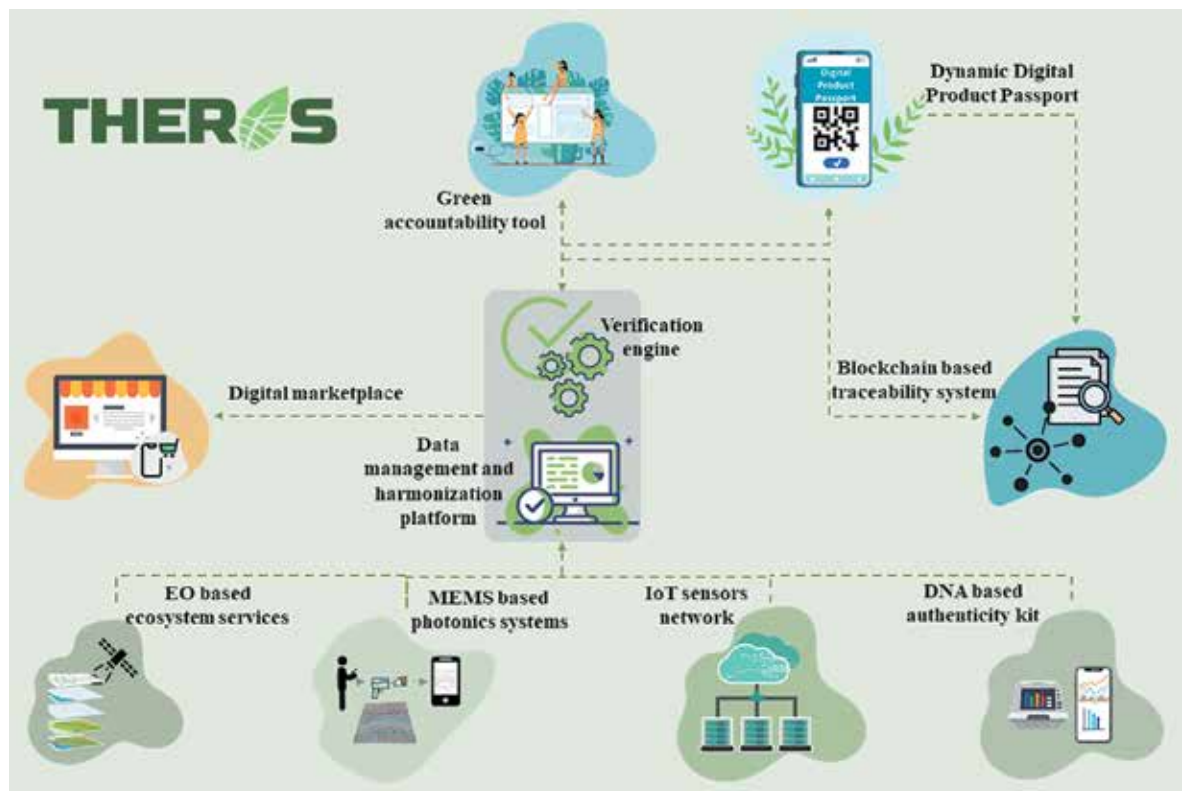 THEROS
Digital
Product
Passport
Dynamic Digital
Product Passport
Green
accountability tool
Verification
engine
Blockchain based
traceability system
Digital marketplace
Data
management and
harmonization
platform
EO based
ecosystem services
MEMS based
photonics systems
IoT sensors
network
DNA based
authenticity kit